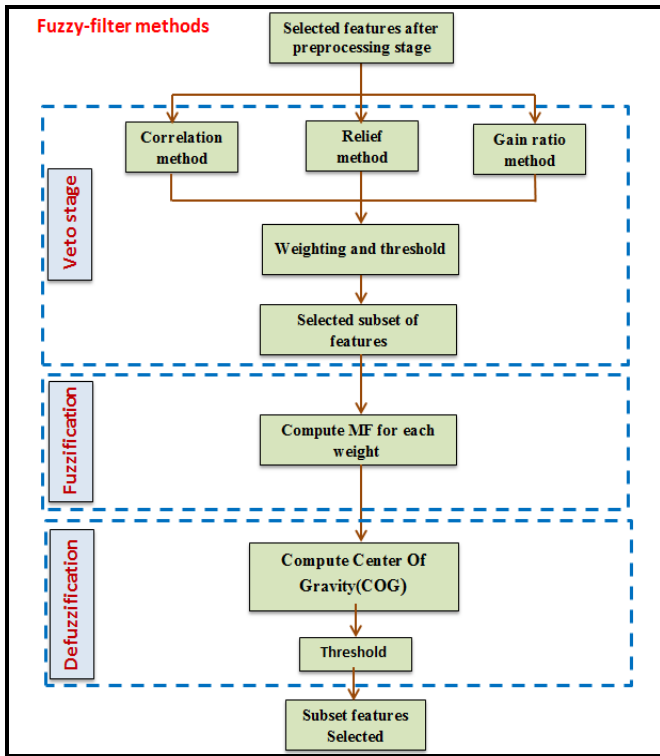 Fuzzy-filter methods
Selected features after
preprocessing stage
Correlation
method
Relief
method
Gain ratio
method
Veto stage
Weighting and threshold
Selected subset of
features
Fuzzification
Compute MF for each
weight
Defuzzification
Compute Center Of
Gravity(COG)
Threshold
Subset features
Selected